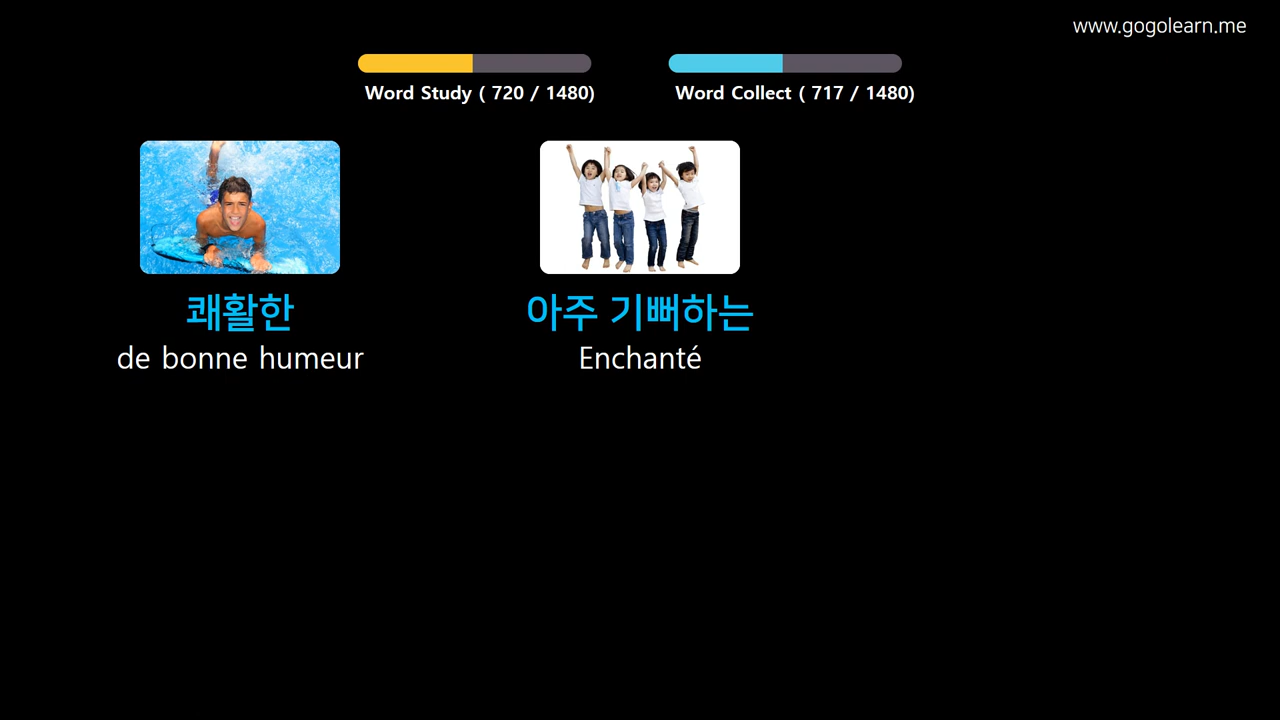 www.gogolearn.me
Word Study ( 720 / 1480)
Word Collect ( 717 / 1480)
쾌활한
de bonne humeur
아주 기뻐하는
Enchanté